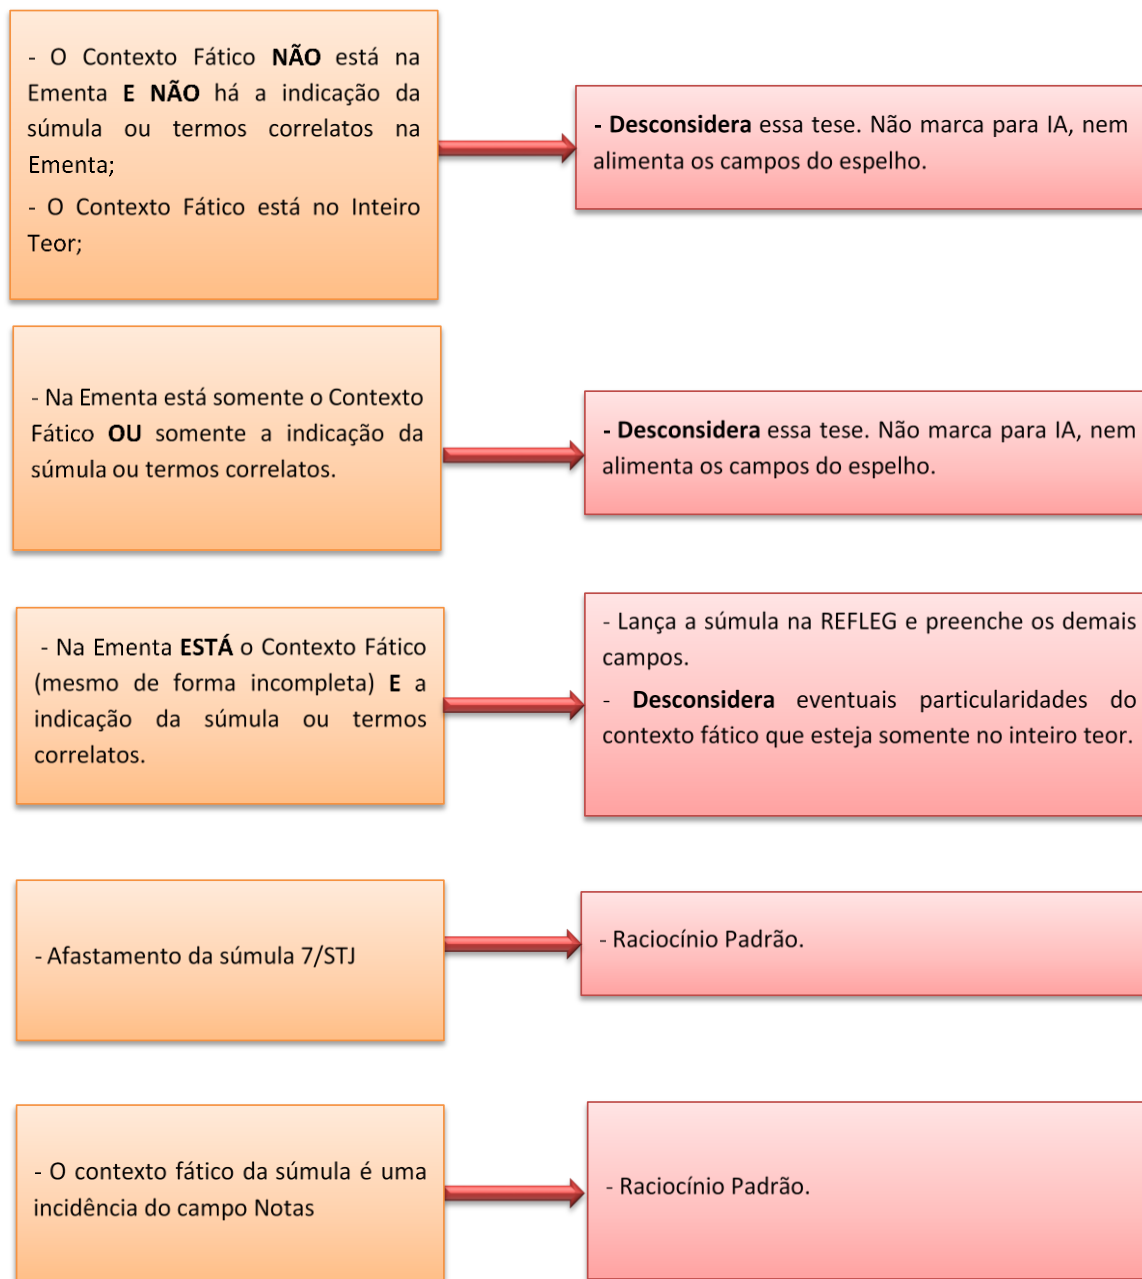 - O Contexto Fático NÃO está na
Ementa E NÃO há a indicação da
súmula ou termos correlatos na
Ementa;
- O Contexto Fático está no Inteiro
Teor;
- Desconsidera essa tese. Não marca para IA, nem
alimenta os campos do espelho.
- Na Ementa está somente o Contexto
Fático OU somente a indicação da
súmula ou termos correlatos.
- Desconsidera essa tese. Não marca para IA, nem
alimenta os campos do espelho.
- Na Ementa ESTÁ o Contexto Fático
(mesmo de forma incompleta) E a
indicação da súmula ou termos
correlatos.
- Lança a súmula na REFLEG e preenche os demais
campos.
- Desconsidera eventuais particularidades do
contexto fático que esteja somente no inteiro teor.
- Afastamento da súmula 7/STJ
- Raciocínio Padrão.
- O contexto fático da súmula é uma
incidência do campo Notas
- Raciocínio Padrão.